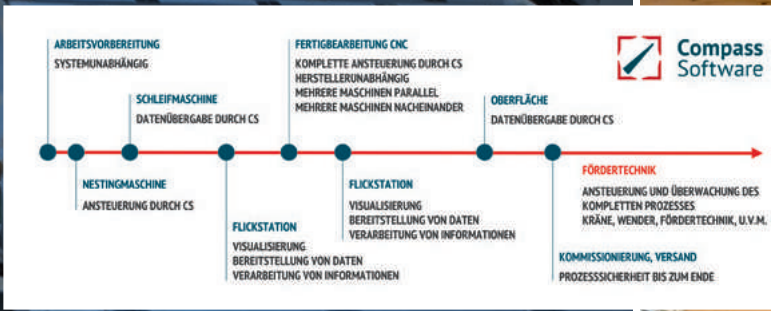 ARBEITSVORBEREITUNG
SYSTEMUNABHÄNGIG
SCHLEIFMASCHINE
DATENÜBERGABE DURCH CS
FERTIGBEARBEITUNG CNC
KOMPLETTE ANSTEUERUNG DURCH CS
HERSTELLERUNABHÄNGIG
MEHRERE MASCHINEN PARALLEL
MEHRERE MASCHINEN NACHEINANDER
OBERFLÄCHE
DATENÜBERGABE DURCH CS
Compass
Software
NESTINGMASCHINE
ANSTEUERUNG DURCH CS
FLICKSTATION
VISUALISIERUNG
BEREITSTELLUNG VON DATEN
VERARBEITUNG VON INFORMATIONEN
FLICKSTATION
VISUALISIERUNG
BEREITSTELLUNG VON DATEN
VERARBEITUNG VON INFORMATIONEN
KOMMISSIONIERUNG, VERSAND
PROZESSSICHERHEIT BIS ZUM ENDE
FÖRDERTECHNIK
ANSTEUERUNG UND ÜBERWACHUNG DES
KOMPLETTEN PROZESSES
KRÄNE, WENDER, FÖRDERTECHNIK, U.V.M.